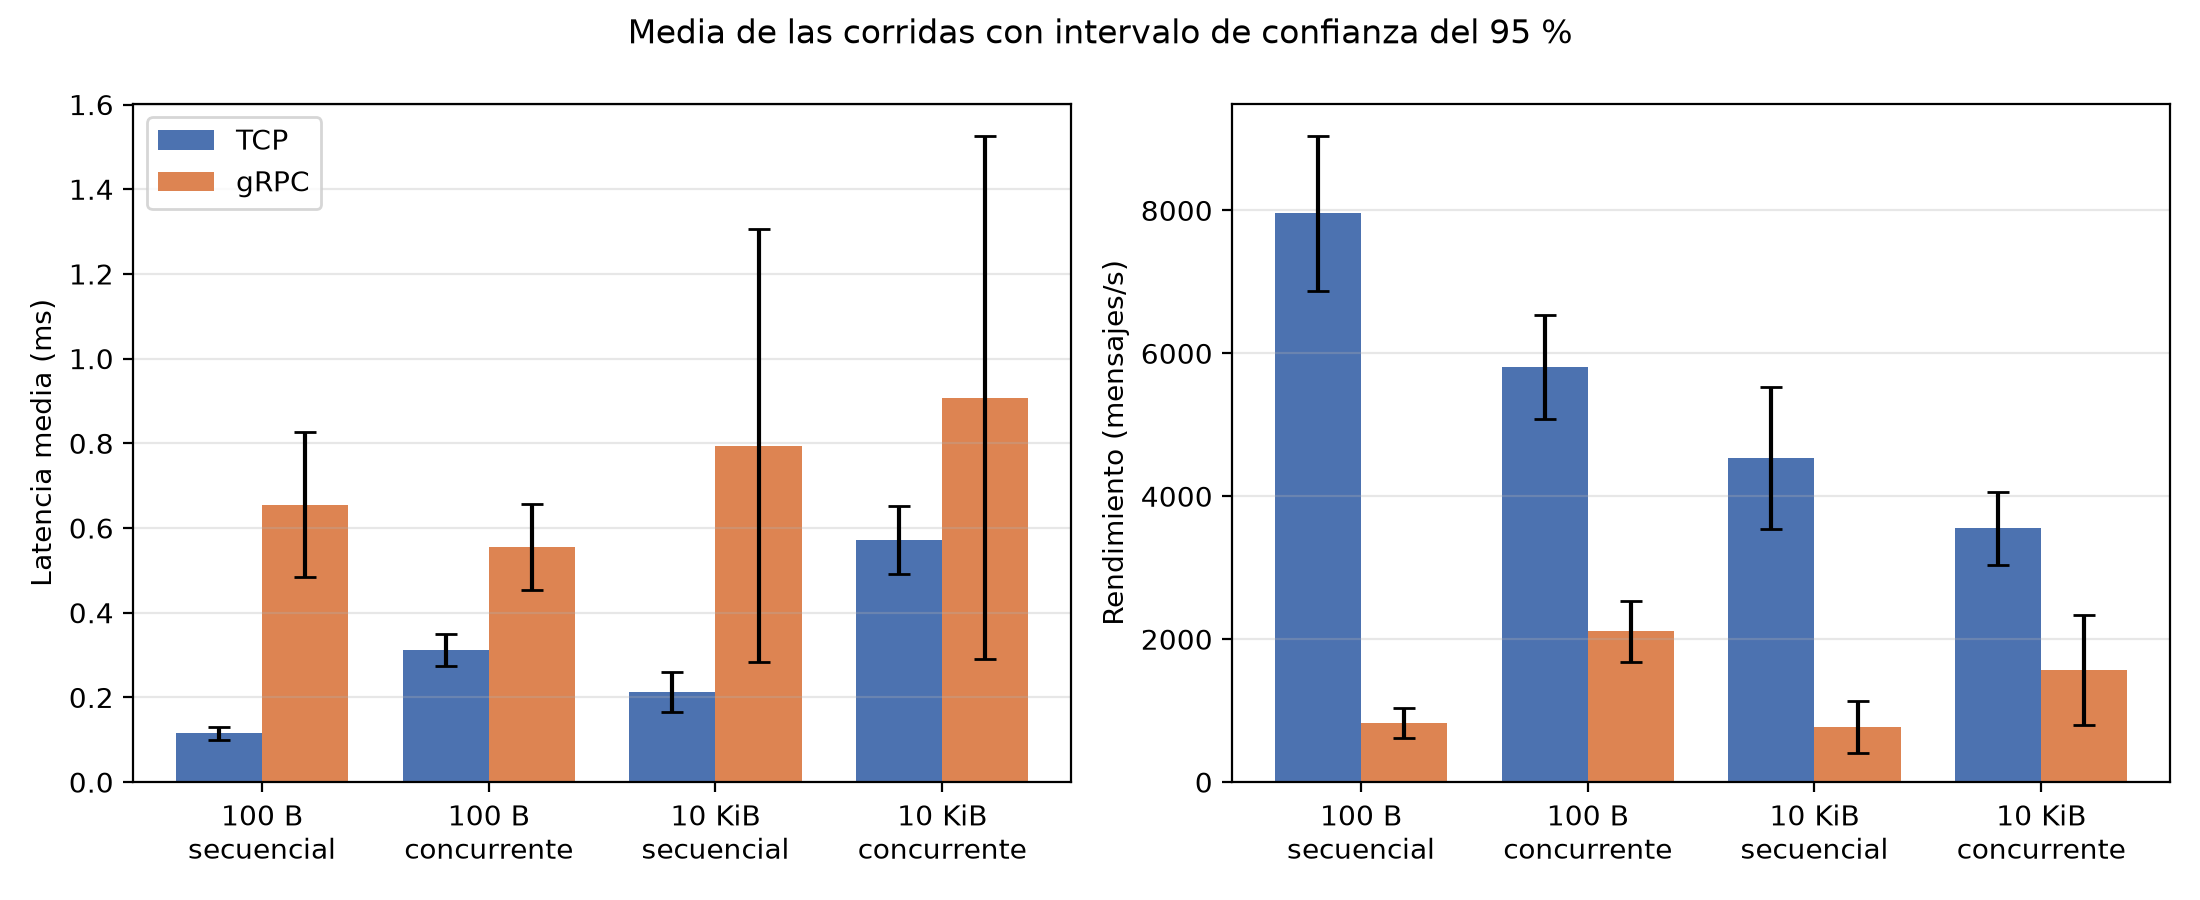 Media de las corridas con intervalo de confianza del 95 %
Latencia media (ms)
1.6
1.4
1.2
1.0
0.8
0.6
0.4
0.2
0.0
TCP
gRPC
100 B
secuencial
100 B
concurrente
10 KiB
secuencial
10 KiB
concurrente
Rendimiento (mensajes/s)
8000
6000
4000
2000
0
100 B
secuencial
100 B
concurrente
10 KiB
secuencial
10 KiB
concurrente